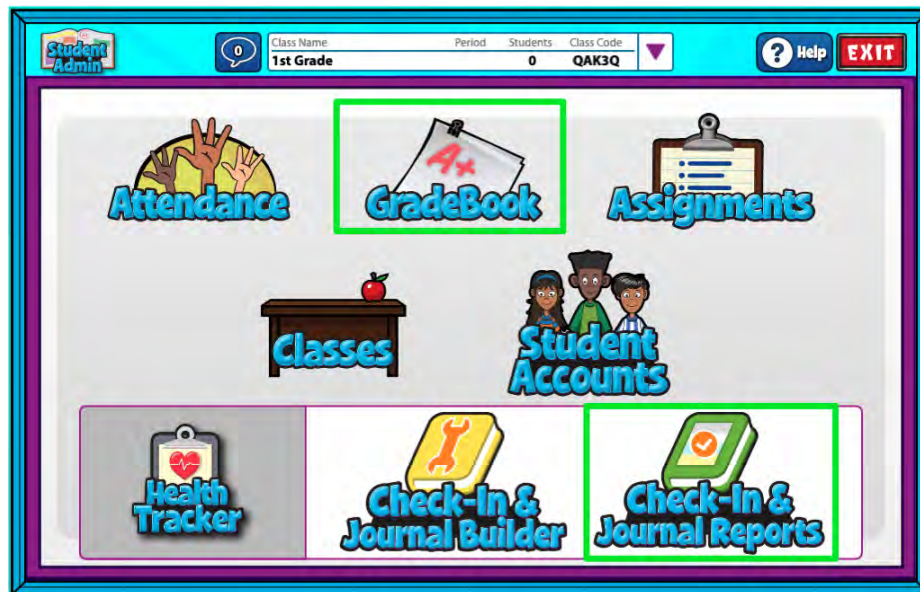 Student
Admin
0
Class Name Period Students Class Code
1st Grade 0 QAK3Q
? Help
EXIT
Attendance
A+
GradeBook
Assignments
Classes
Student
Accounts
Health
Tracker
Check-In &
Journal Builder
Check-In &
Journal Reports